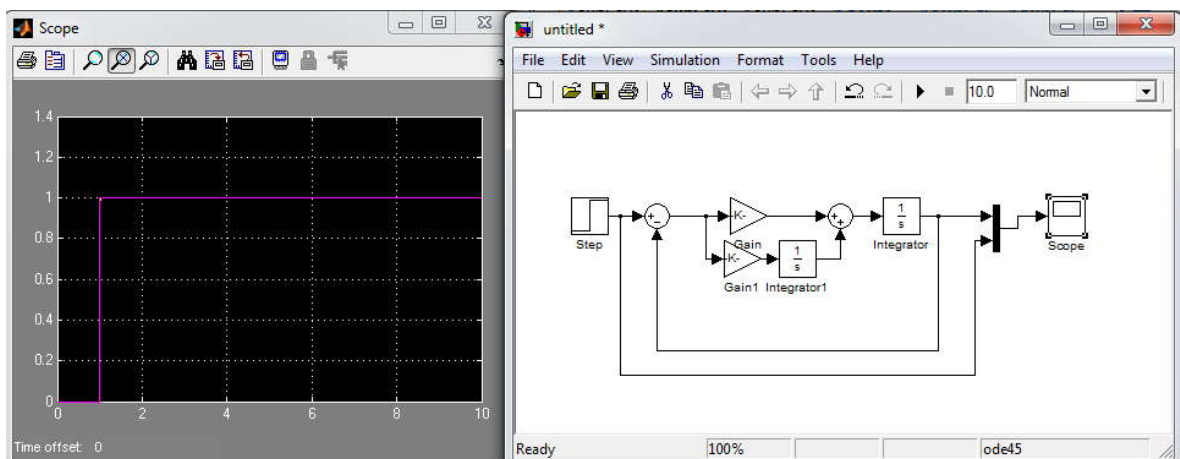 Scope
1.4
1.2
1
0.8
0.6
0.4
0.2
0
0 2 4 6 8 10
Time offset: 0
untitled *
File Edit View Simulation Format Tools Help
10.0 Normal
Step
+
−
-K-
Gain
-K-
Gain1
1
s
Integrator1
+
+
1
s
Integrator
Scope
Ready 100% ode45